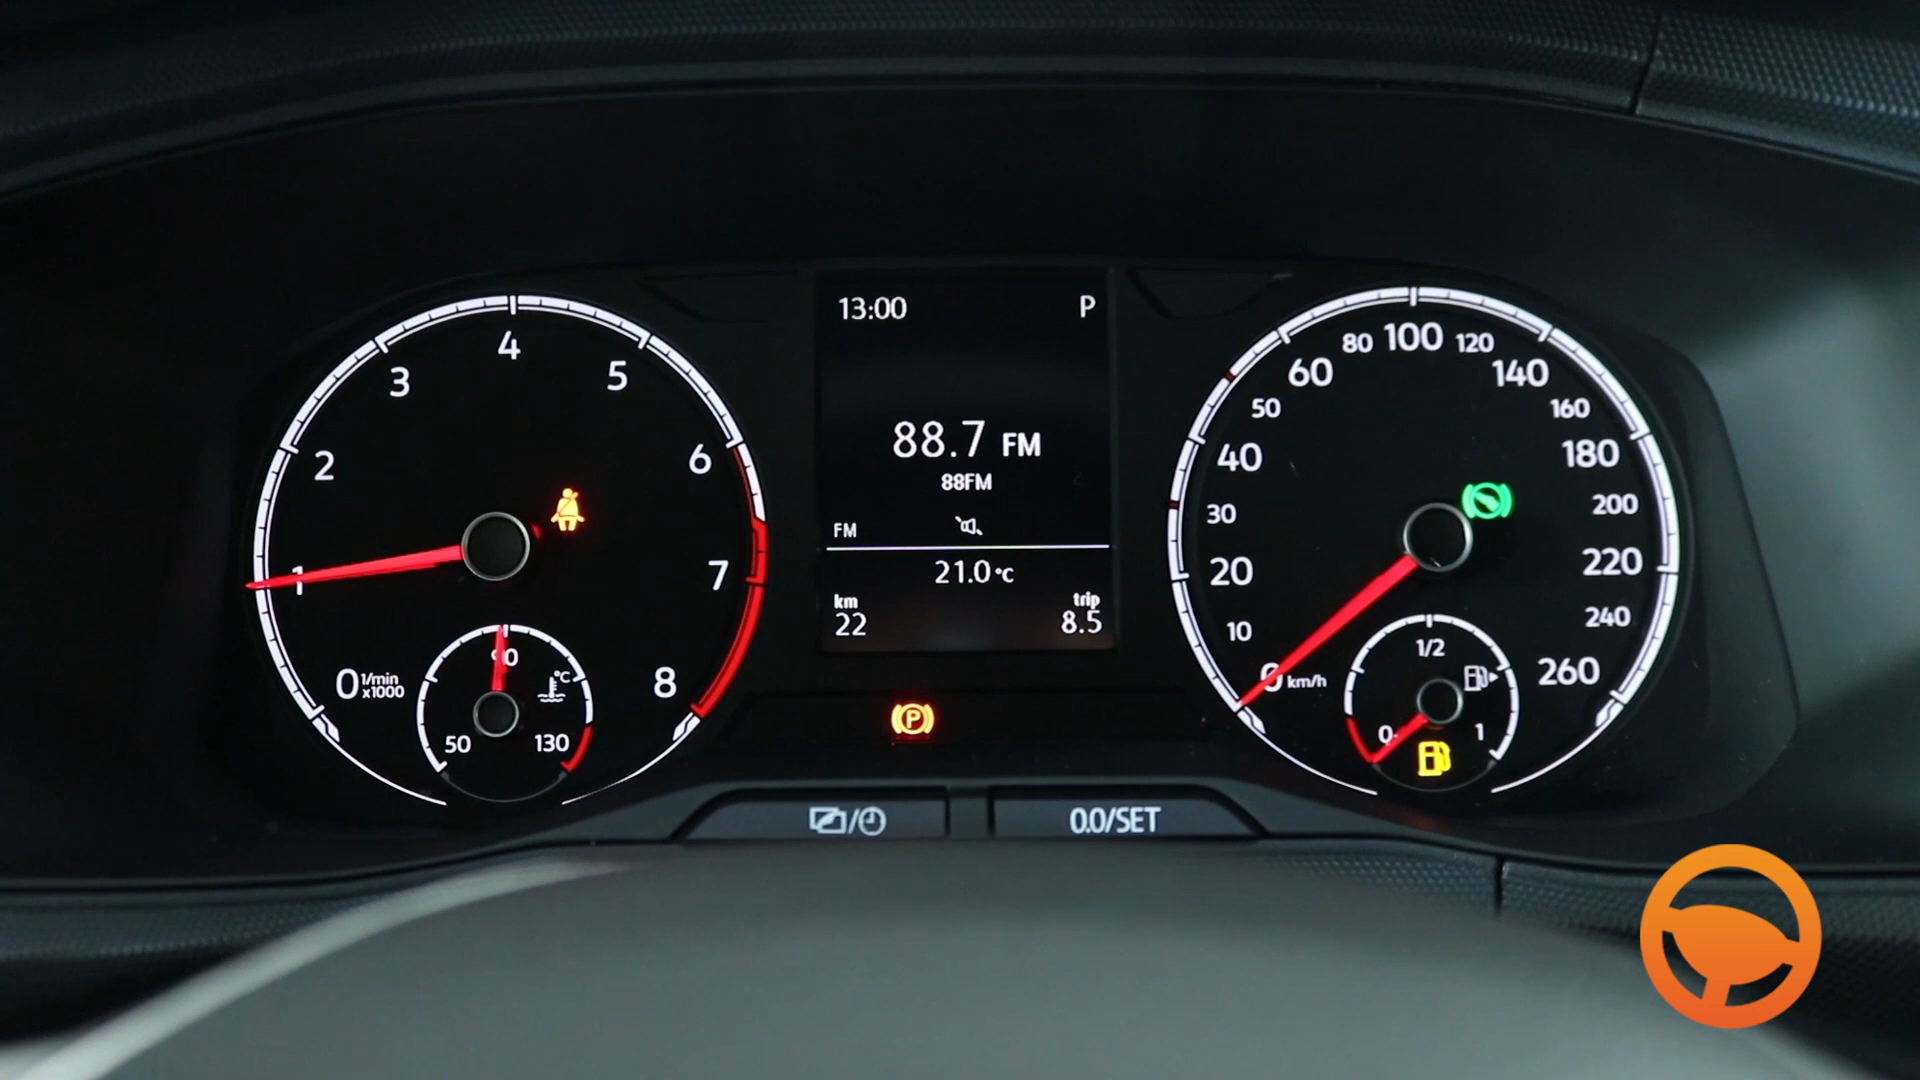 13:00 P
88.7 FM
88FM
FM
21.0°C
km trip
22 8.5
0 1 2 3 4 5 6 7 8
1/min
x1000
50 90 130
°C
0 10 20 30 40 50 60 80 100 120 140 160 180 200 220 240 260
km/h
0 1/2 1
P
/
0.0/SET